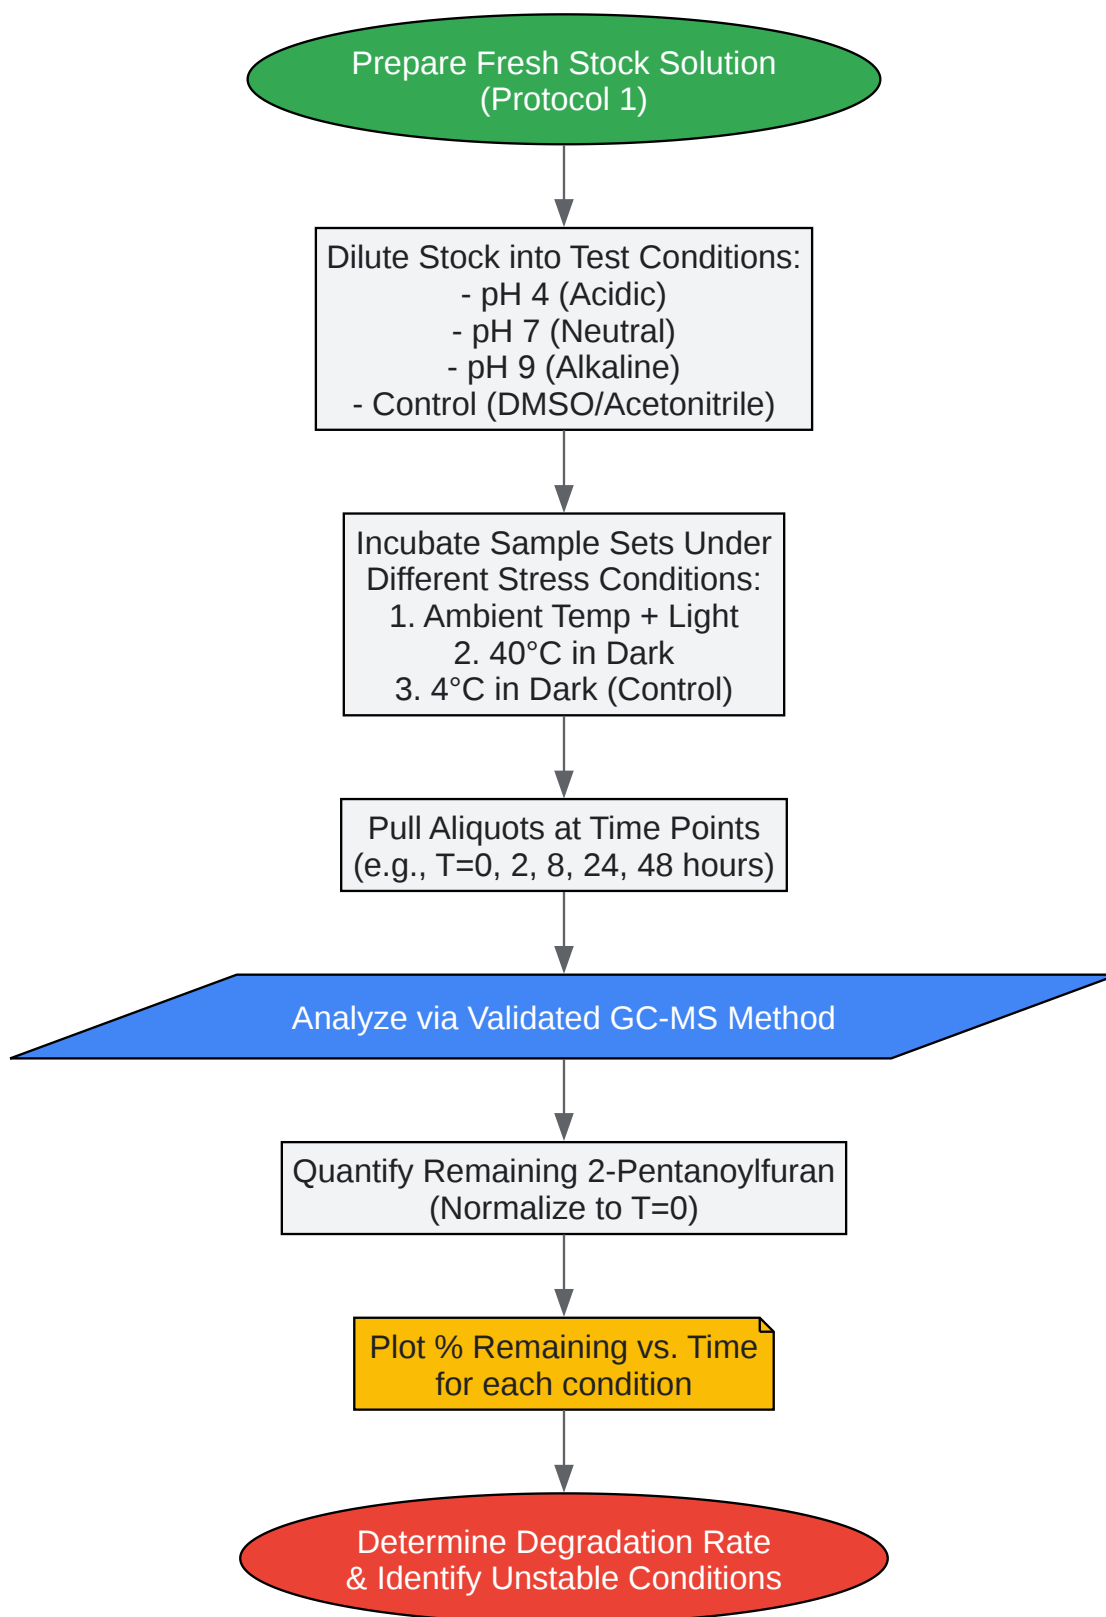 Prepare Fresh Stock Solution
(Protocol 1)
Dilute Stock into Test Conditions:
- pH 4 (Acidic)
- pH 7 (Neutral)
- pH 9 (Alkaline)
- Control (DMSO/Acetonitrile)
Incubate Sample Sets Under
Different Stress Conditions:
1. Ambient Temp + Light
2. 40°C in Dark
3. 4°C in Dark (Control)
Pull Aliquots at Time Points
(e.g., T=0, 2, 8, 24, 48 hours)
Analyze via Validated GC-MS Method
Quantify Remaining 2-Pentanoylfuran
(Normalize to T=0)
Plot % Remaining vs. Time
for each condition
Determine Degradation Rate
& Identify Unstable Conditions